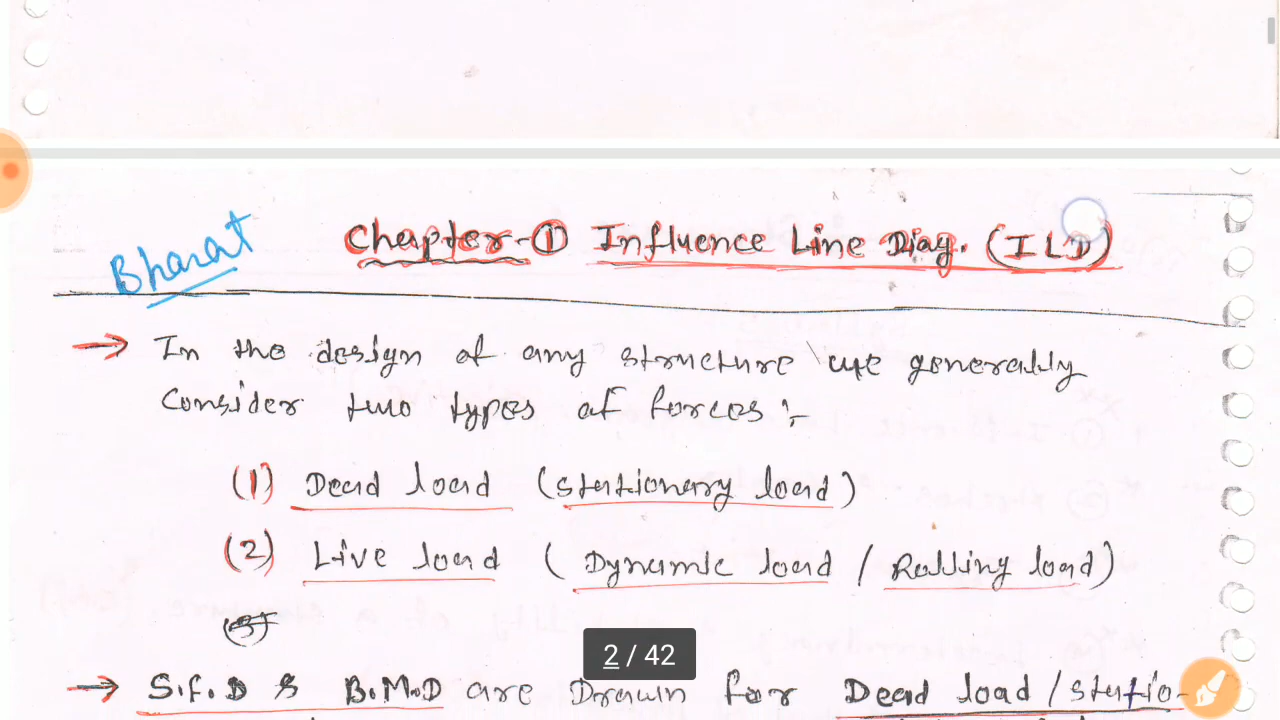 Bharat
Chapter-① Influence Line Diag. (ILD)
→ In the design of any structure we generally
Consider two types of forces :-
(1) Dead load (stationary load)
(2) Live load ( Dynamic load / Rolling load)
(3)
2 / 42
→ S.F.D & B.M.D are Drawn for Dead load / statio-